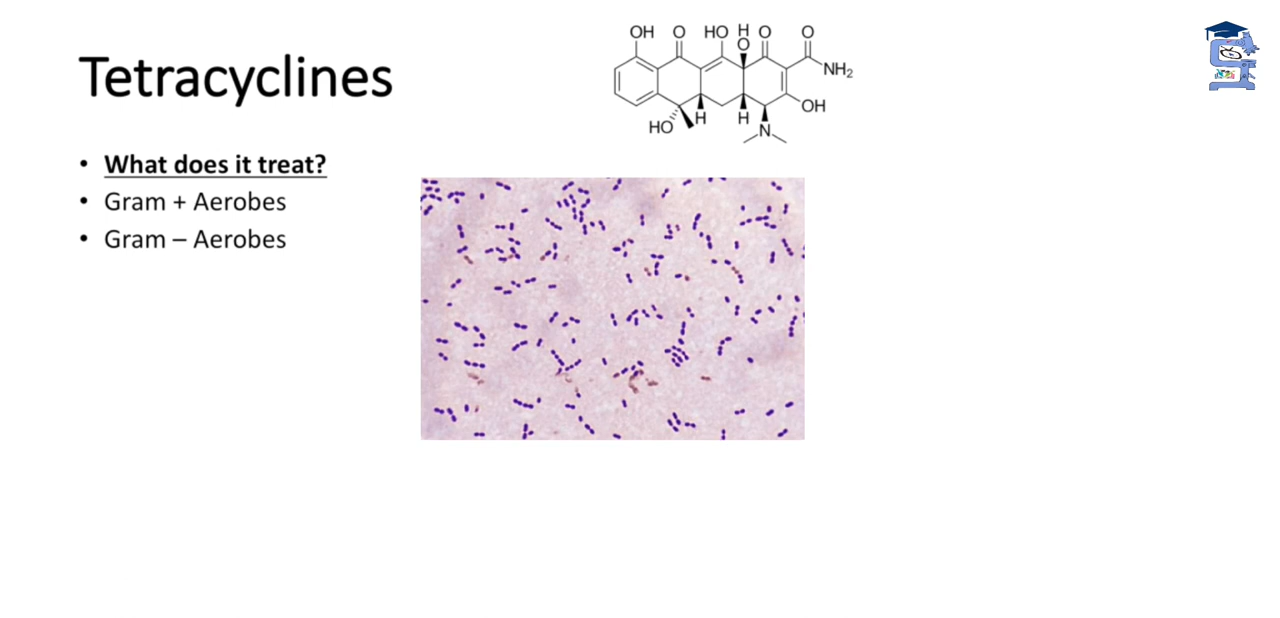 Tetracyclines
OH O HO H O O O
NH2
OH
HO H H N
• What does it treat?
• Gram + Aerobes
• Gram – Aerobes